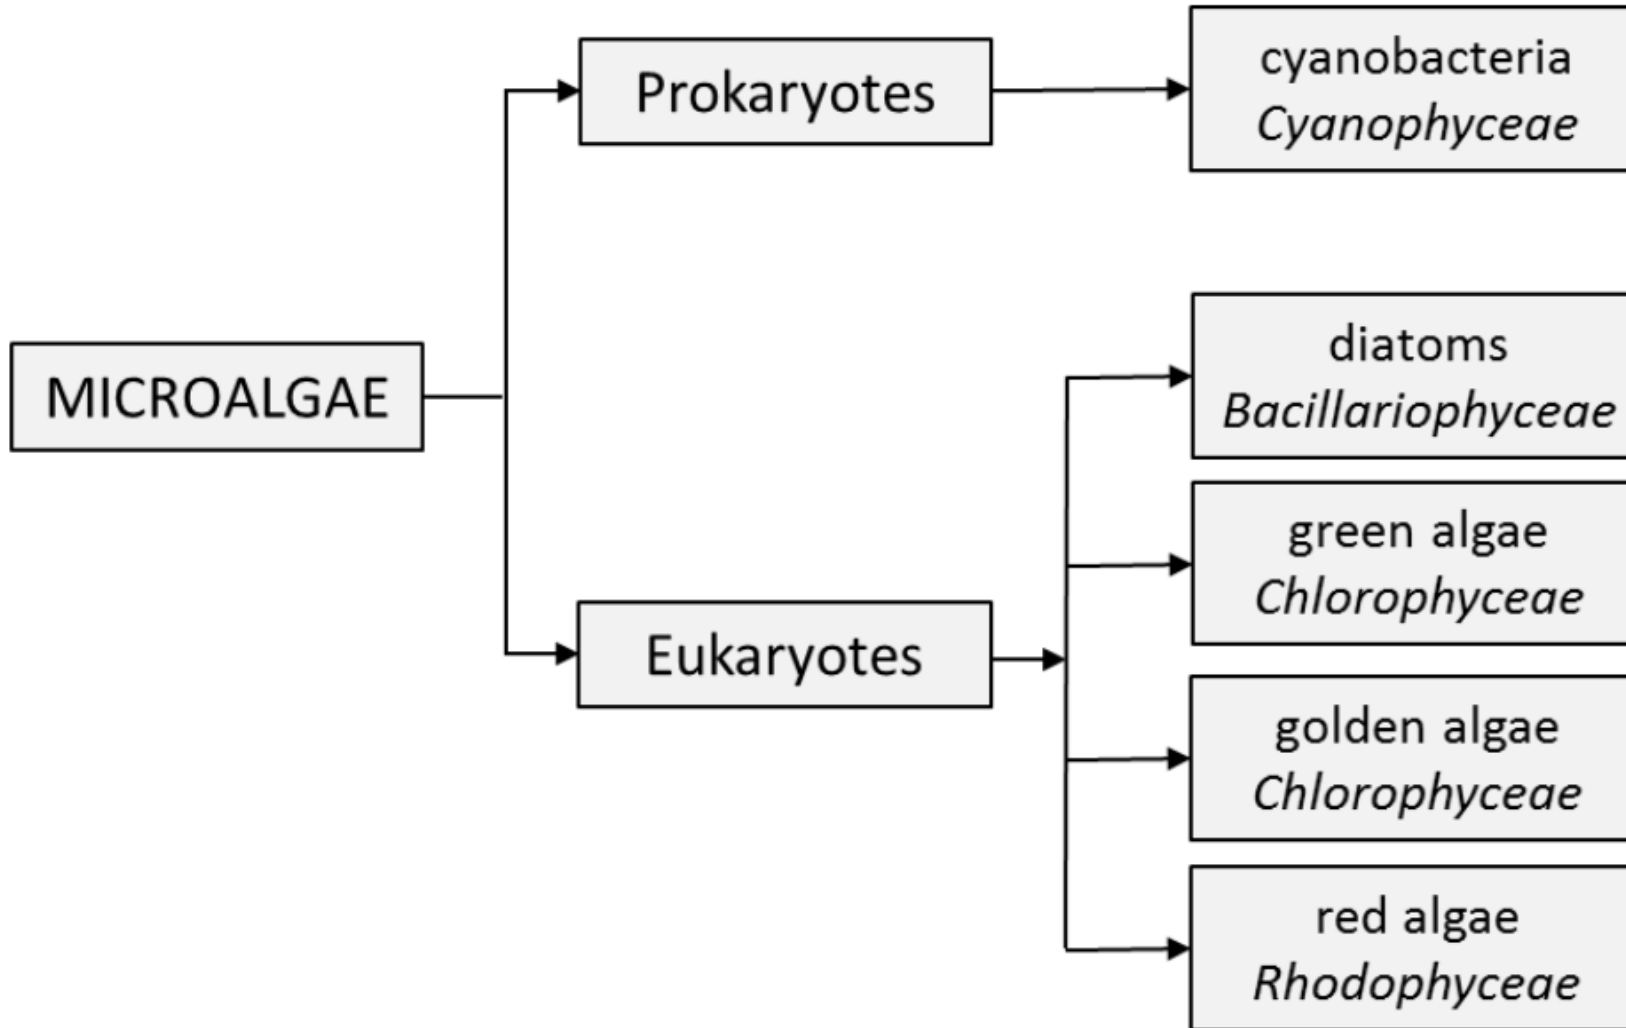 Prokaryotes
cyanobacteria
Cyanophyceae
MICROALGAE
Eukaryotes
diatoms
Bacillariophyceae
green algae
Chlorophyceae
golden algae
Chlorophyceae
red algae
Rhodophyceae